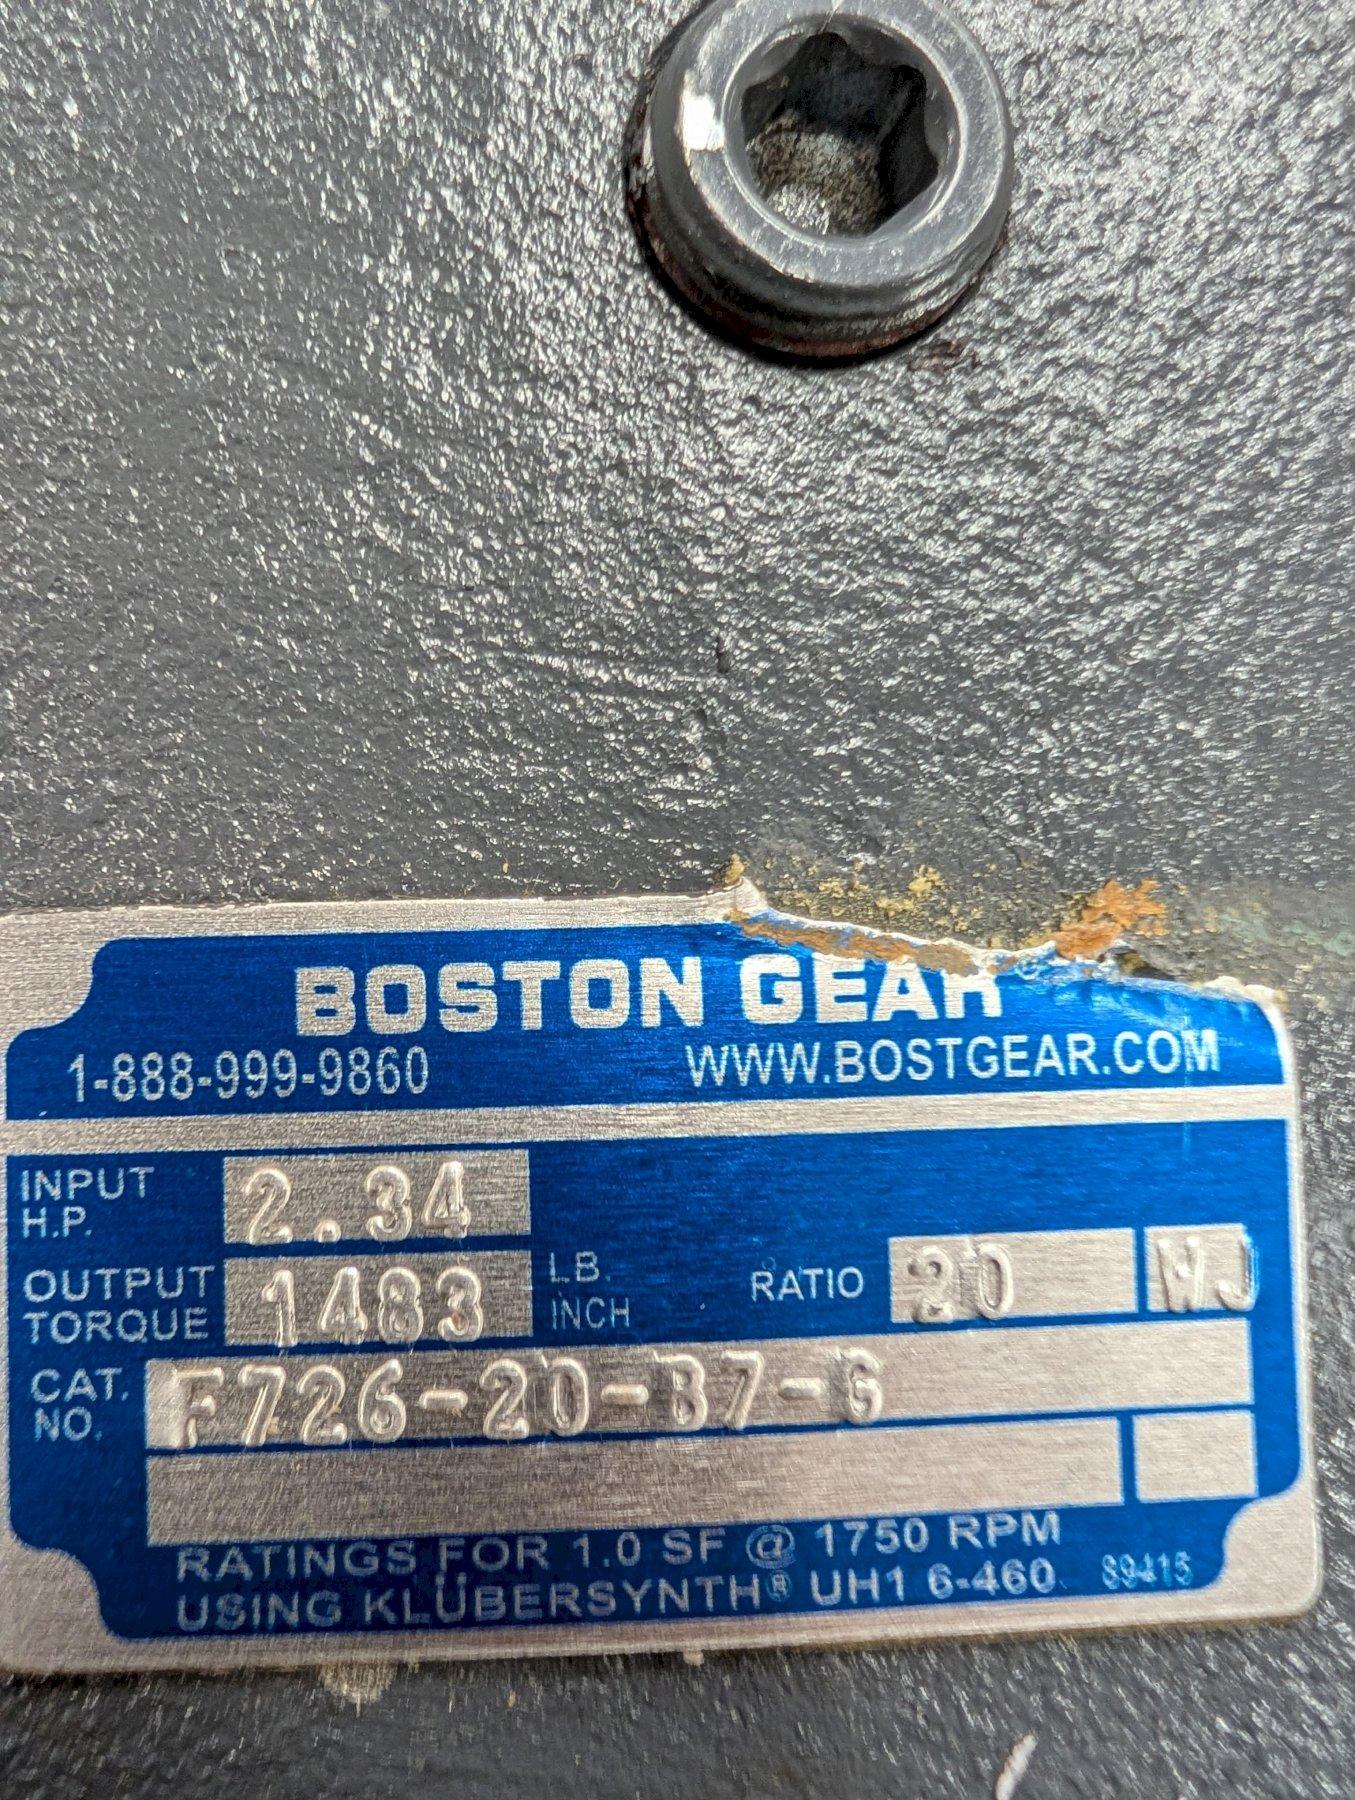 BOSTON GEAR
1-888-999-9860 WWW.BOSTGEAR.COM
INPUT H.P. 2.34
OUTPUT TORQUE 1483 LB. INCH RATIO 20 WJ
CAT. NO. F726-20-B7-G
RATINGS FOR 1.0 SF @ 1750 RPM
USING KLÜBERSYNTH® UH1 6-460 89415